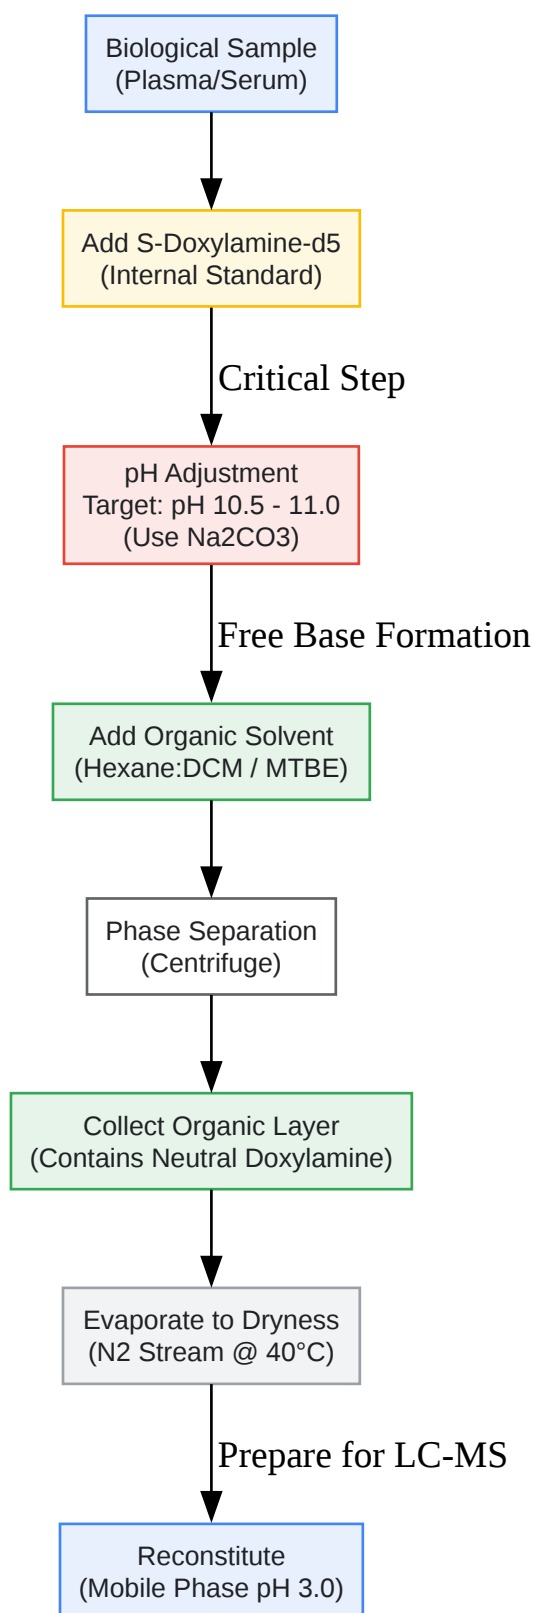 Biological Sample
(Plasma/Serum)
Add S-Doxylamine-d5
(Internal Standard)
Critical Step
pH Adjustment
Target: pH 10.5 - 11.0
(Use Na2CO3)
Free Base Formation
Add Organic Solvent
(Hexane:DCM / MTBE)
Phase Separation
(Centrifuge)
Collect Organic Layer
(Contains Neutral Doxylamine)
Evaporate to Dryness
(N2 Stream @ 40°C)
Prepare for LC-MS
Reconstitute
(Mobile Phase pH 3.0)